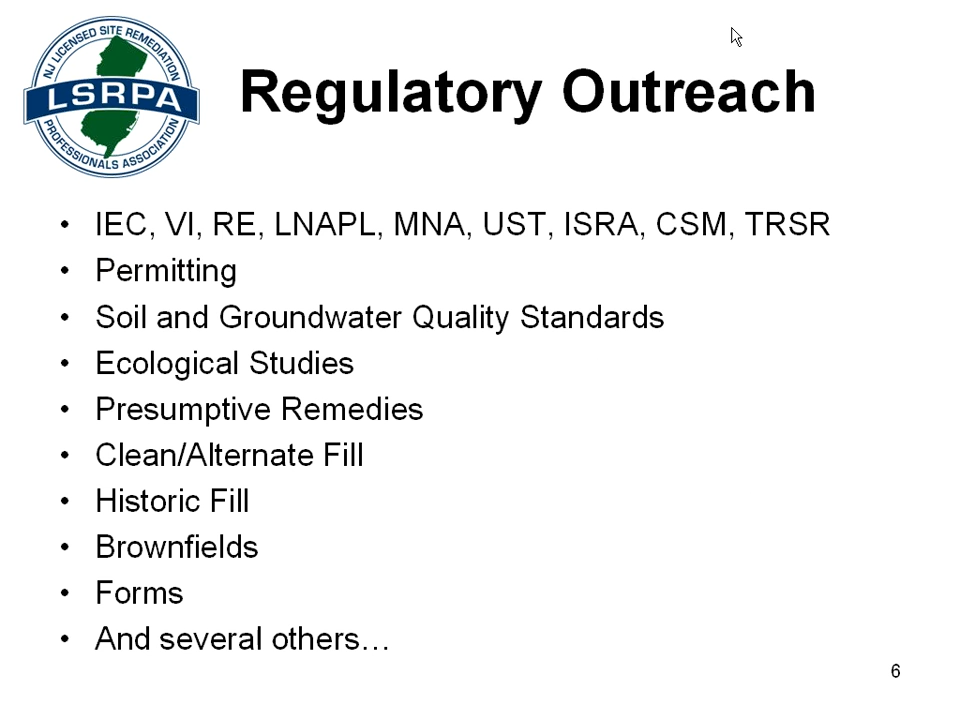 NJ LICENSED SITE REMEDIATION
LSRPA
PROFESSIONALS ASSOCIATION
Regulatory Outreach
• IEC, VI, RE, LNAPL, MNA, UST, ISRA, CSM, TRSR
• Permitting
• Soil and Groundwater Quality Standards
• Ecological Studies
• Presumptive Remedies
• Clean/Alternate Fill
• Historic Fill
• Brownfields
• Forms
• And several others…
6